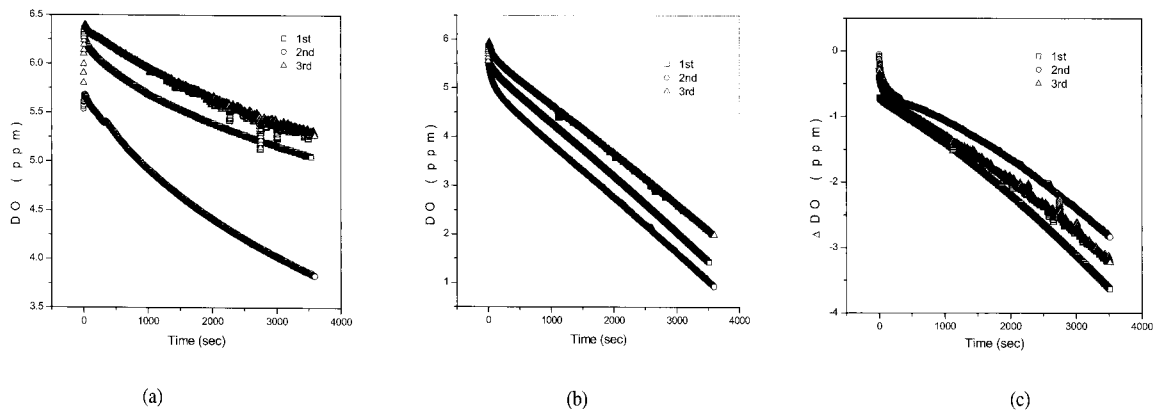 6.5
6.0
5.5
5.0
4.5
4.0
3.5
DO (ppm)
0 1000 2000 3000 4000
Time (sec)
1st
2nd
3rd
(a)
6
5
4
3
2
1
DO (ppm)
0 1000 2000 3000 4000
Time (sec)
1st
2nd
3rd
(b)
0
-1
-2
-3
-4
Δ DO (ppm)
0 1000 2000 3000 4000
Time (sec)
1st
2nd
3rd
(c)